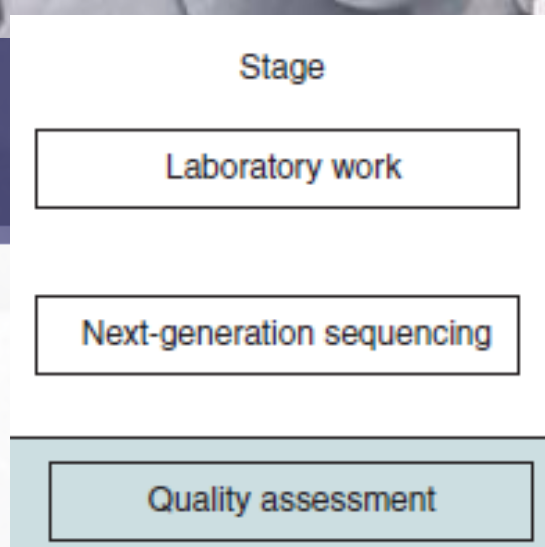 Stage
Laboratory work
Next-generation sequencing
Quality assessment